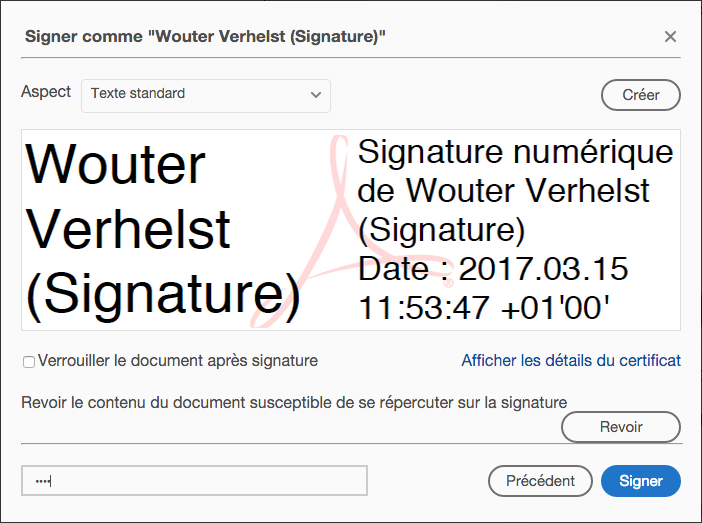 Signer comme "Wouter Verhelst (Signature)"
Aspect Texte standard Créer
Wouter
Verhelst
(Signature)
Signature numérique
de Wouter Verhelst
(Signature)
Date : 2017.03.15
11:53:47 +01'00'
Verrouiller le document après signature Afficher les détails du certificat
Revoir le contenu du document susceptible de se répercuter sur la signature
Revoir
•••• Précédent Signer